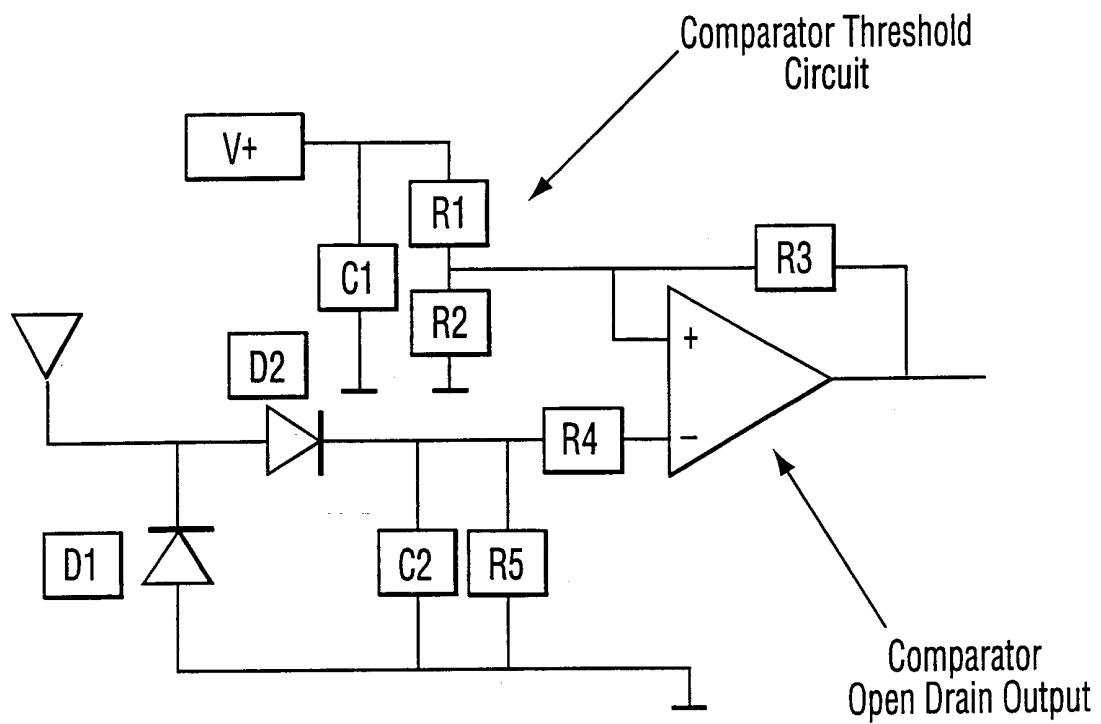 Comparator Threshold
Circuit
V+
R1
C1
R2
R3
D2
+
R4
−
D1
C2
R5
Comparator
Open Drain Output